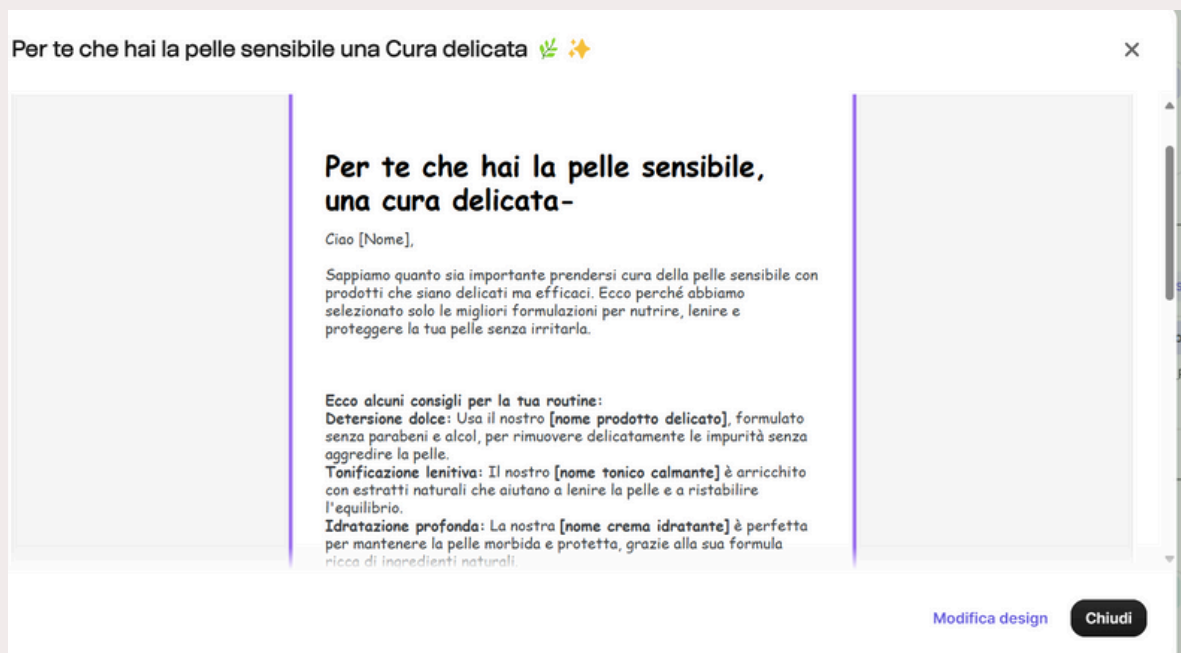 Per te che hai la pelle sensibile una Cura delicata 🌿 ✨
Per te che hai la pelle sensibile,
una cura delicata-
Ciao [Nome],
Sappiamo quanto sia importante prendersi cura della pelle sensibile con
prodotti che siano delicati ma efficaci. Ecco perché abbiamo
selezionato solo le migliori formulazioni per nutrire, lenire e
proteggere la tua pelle senza irritarla.
Ecco alcuni consigli per la tua routine:
Detersione dolce: Usa il nostro [nome prodotto delicato], formulato
senza parabeni e alcol, per rimuovere delicatamente le impurità senza
aggredire la pelle.
Tonificazione lenitiva: Il nostro [nome tonico calmante] è arricchito
con estratti naturali che aiutano a lenire la pelle e a ristabilire
l'equilibrio.
Idratazione profonda: La nostra [nome crema idratante] è perfetta
per mantenere la pelle morbida e protetta, grazie alla sua formula
ricca di ingredienti naturali.
Modifica design
Chiudi